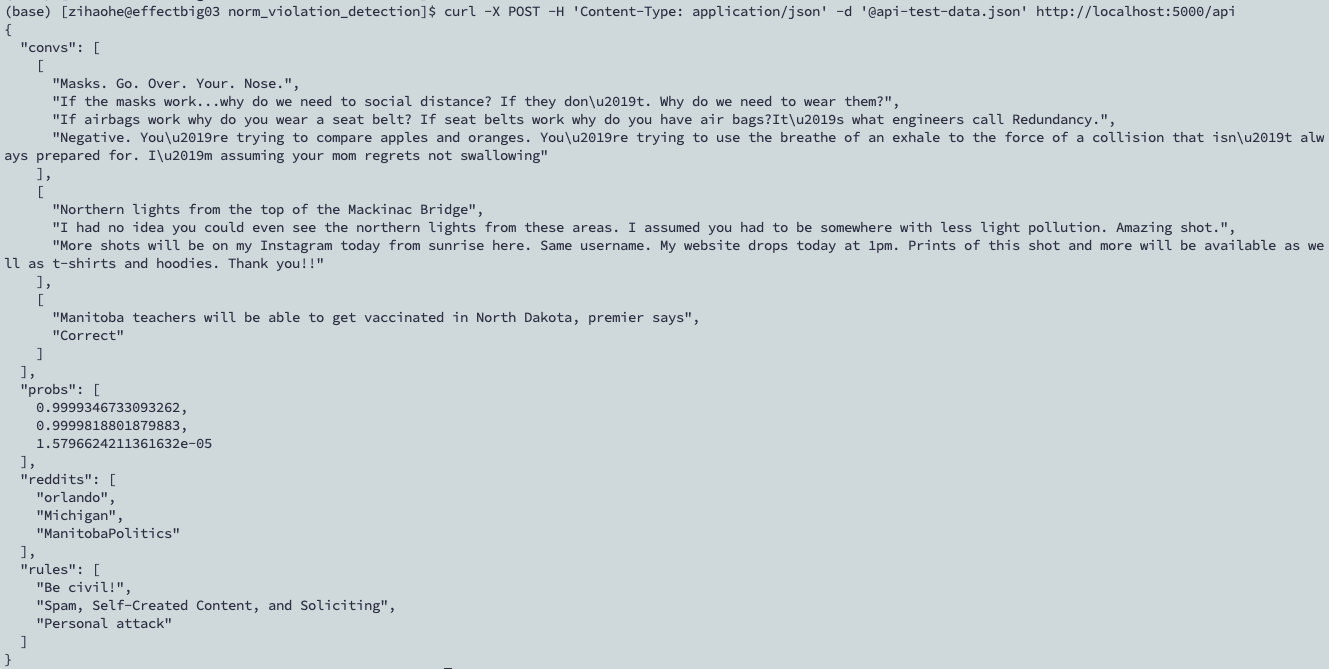 (base) [zihaohe@effectbig03 norm_violation_detection]$ curl -X POST -H 'Content-Type: application/json' -d '@api-test-data.json' http://localhost:5000/api
{
  "convs": [
    [
      "Masks. Go. Over. Your. Nose.",
      "If the masks work...why do we need to social distance? If they don\u2019t. Why do we need to wear them?",
      "If airbags work why do you wear a seat belt? If seat belts work why do you have air bags?It\u2019s what engineers call Redundancy.",
      "Negative. You\u2019re trying to compare apples and oranges. You\u2019re trying to use the breathe of an exhale to the force of a collision that isn\u2019t alw
ays prepared for. I\u2019m assuming your mom regrets not swallowing"
    ],
    [
      "Northern lights from the top of the Mackinac Bridge",
      "I had no idea you could even see the northern lights from these areas. I assumed you had to be somewhere with less light pollution. Amazing shot.",
      "More shots will be on my Instagram today from sunrise here. Same username. My website drops today at 1pm. Prints of this shot and more will be available as we
ll as t-shirts and hoodies. Thank you!!"
    ],
    [
      "Manitoba teachers will be able to get vaccinated in North Dakota, premier says",
      "Correct"
    ]
  ],
  "probs": [
    0.9999346733093262,
    0.9999818801879883,
    1.5796624211361632e-05
  ],
  "reddits": [
    "orlando",
    "Michigan",
    "ManitobaPolitics"
  ],
  "rules": [
    "Be civil!",
    "Spam, Self-Created Content, and Soliciting",
    "Personal attack"
  ]
}